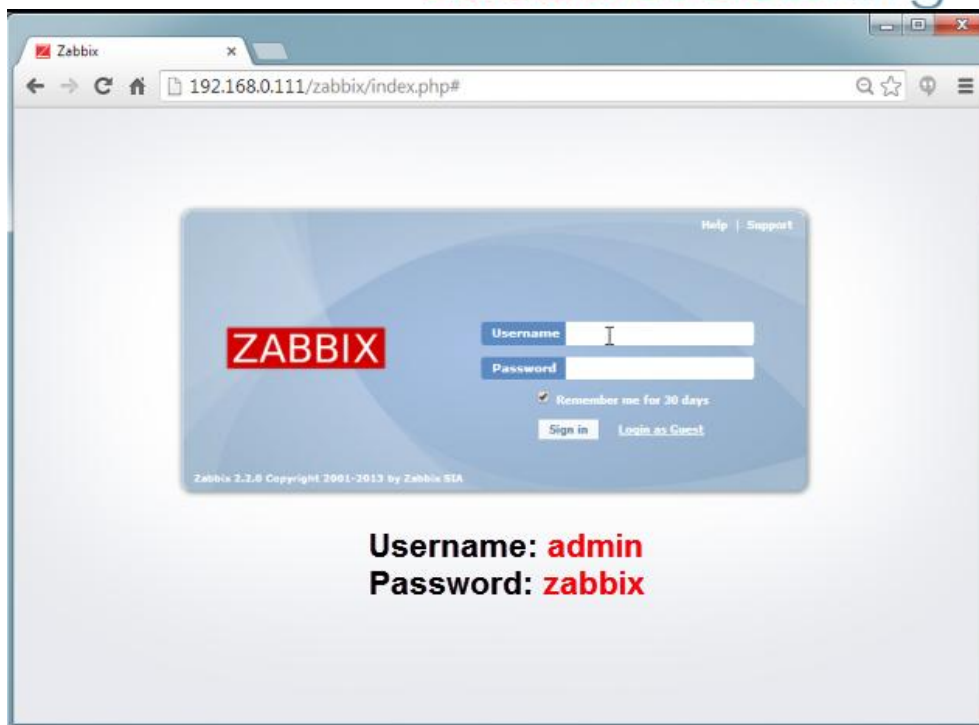 Zabbix
192.168.0.111/zabbix/index.php#
Help | Support
ZABBIX
Username
Password
Remember me for 30 days
Sign in Login as Guest
Zabbix 2.2.0 Copyright 2001-2013 by Zabbix SIA
Username: admin
Password: zabbix